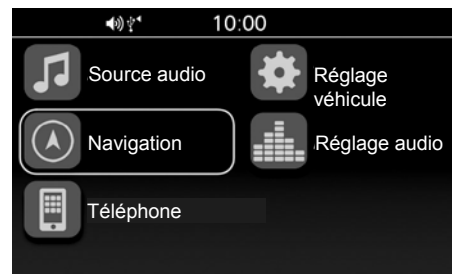 10:00
Source audio
Réglage
véhicule
Navigation
Réglage audio
Téléphone